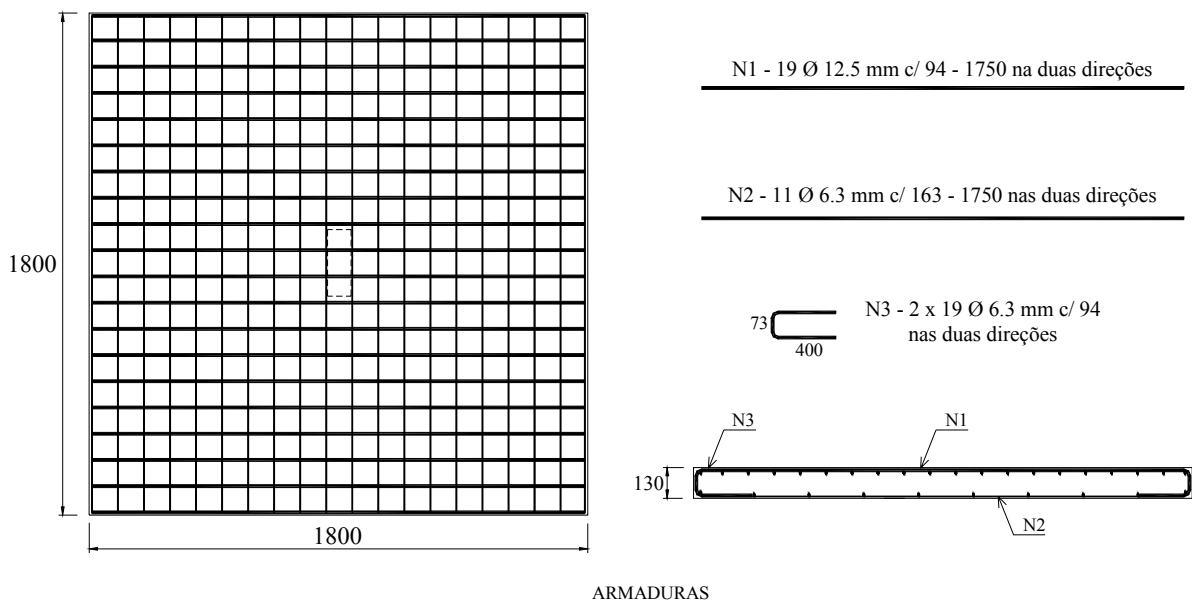 1800
1800
N1 - 19 Ø 12.5 mm c/ 94 - 1750 na duas direções
N2 - 11 Ø 6.3 mm c/ 163 - 1750 nas duas direções
73
400
N3 - 2 x 19 Ø 6.3 mm c/ 94
nas duas direções
N3
N1
130
N2
ARMADURAS